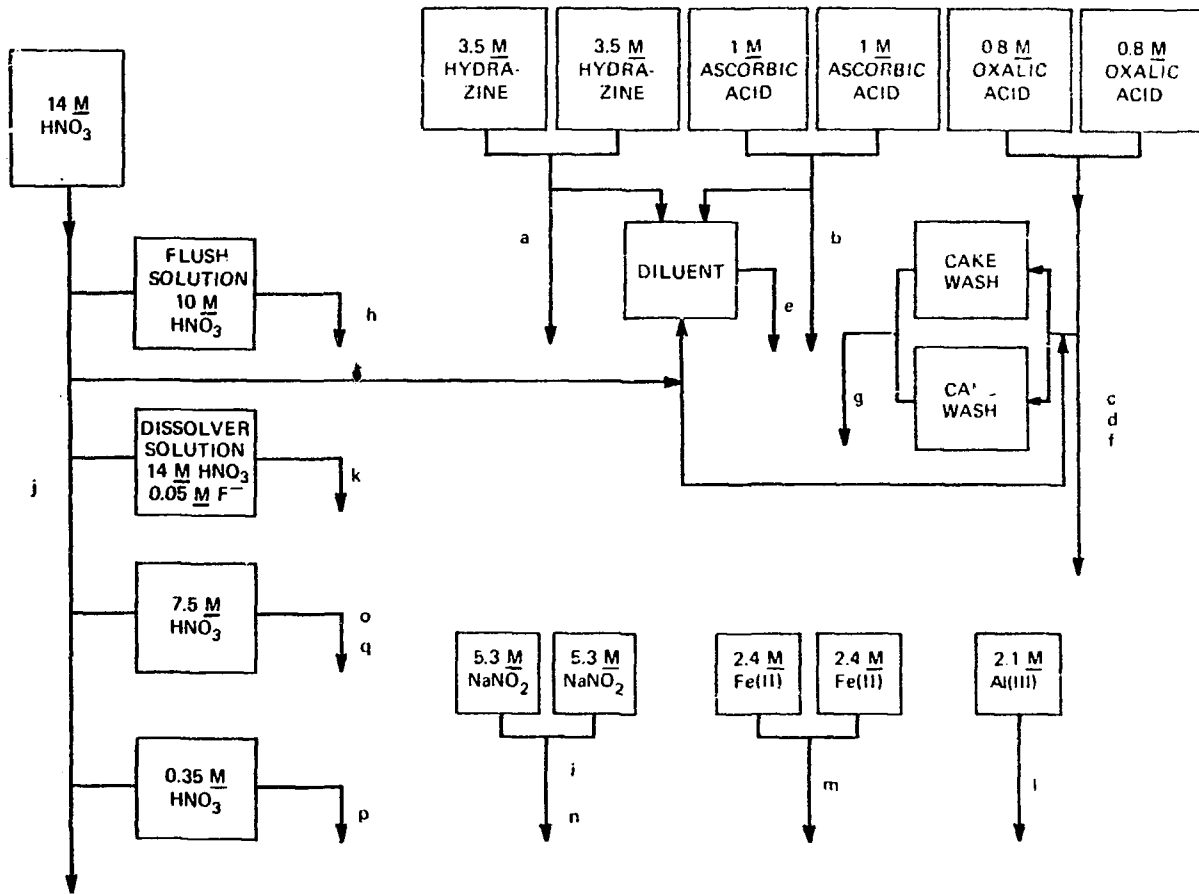 14 M
HNO3
3.5 M
HYDRA-
ZINE
3.5 M
HYDRA-
ZINE
1 M
ASCORBIC
ACID
1 M
ASCORBIC
ACID
0.8 M
OXALIC
ACID
0.8 M
OXALIC
ACID
FLUSH
SOLUTION
10 M
HNO3
h
a
DILUENT
e
b
CAKE
WASH
WASH
g
c
d
f
j
DISSOLVER
SOLUTION
14 M HNO3
0.05 M F⁻
k
7.5 M
HNO3
o
q
0.35 M
HNO3
p
5.3 M
NaNO2
5.3 M
NaNO2
n
2.4 M
Fe(II)
2.4 M
Fe(II)
m
2.1 M
Al(III)
l